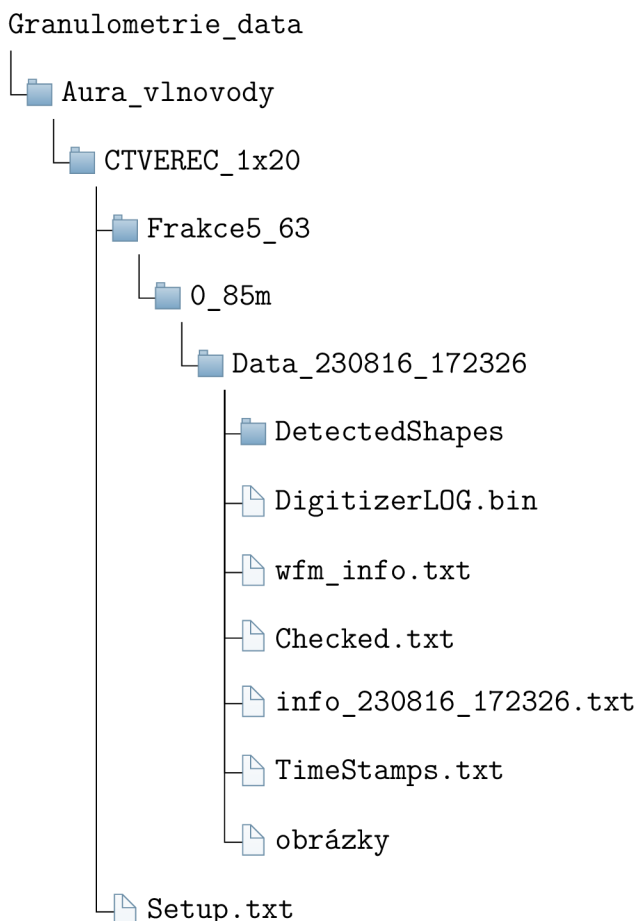 Granulometrie_data
Aura_vlnovody
CTVEREC_1x20
Frakce5_63
0_85m
Data_230816_172326
DetectedShapes
DigitizerLOG.bin
wfm_info.txt
Checked.txt
info_230816_172326.txt
TimeStamps.txt
obrázky
Setup.txt